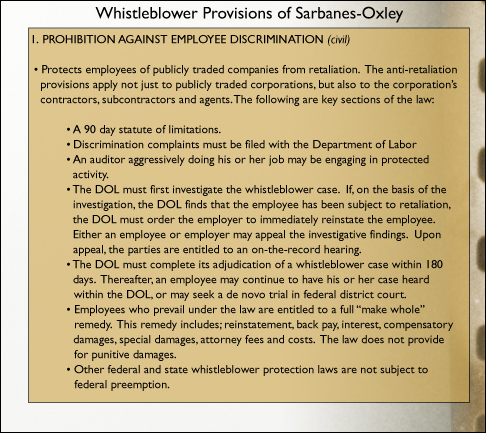 Whistleblower Provisions of Sarbanes-Oxley
1. PROHIBITION AGAINST EMPLOYEE DISCRIMINATION (civil)
• Protects employees of publicly traded companies from retaliation. The anti-retaliation
provisions apply not just to publicly traded corporations, but also to the corporation's
contractors, subcontractors and agents. The following are key sections of the law:
• A 90 day statute of limitations.
• Discrimination complaints must be filed with the Department of Labor
• An auditor aggressively doing his or her job may be engaging in protected
activity.
• The DOL must first investigate the whistleblower case. If, on the basis of the
investigation, the DOL finds that the employee has been subject to retaliation,
the DOL must order the employer to immediately reinstate the employee.
Either an employee or employer may appeal the investigative findings. Upon
appeal, the parties are entitled to an on-the-record hearing.
• The DOL must complete its adjudication of a whistleblower case within 180
days. Thereafter, an employee may continue to have his or her case heard
within the DOL, or may seek a de novo trial in federal district court.
• Employees who prevail under the law are entitled to a full "make whole"
remedy. This remedy includes; reinstatement, back pay, interest, compensatory
damages, special damages, attorney fees and costs. The law does not provide
for punitive damages.
• Other federal and state whistleblower protection laws are not subject to
federal preemption.